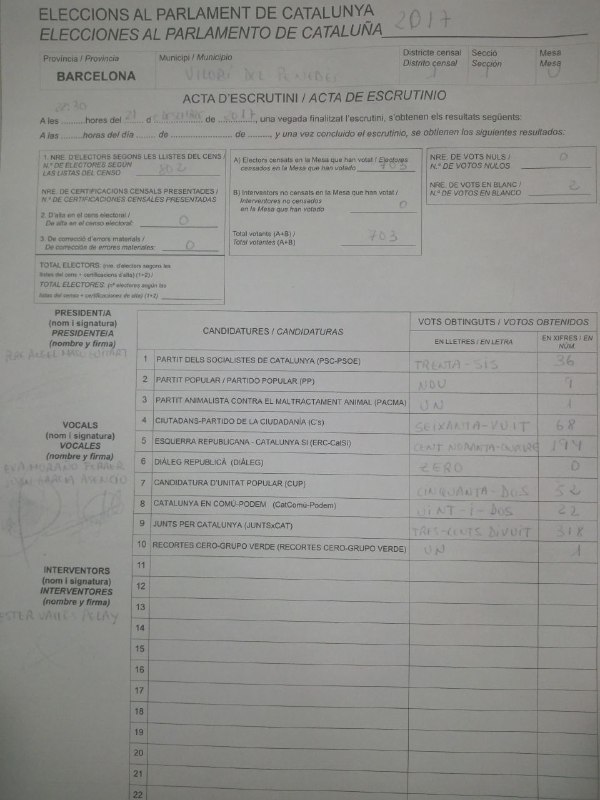 ELECCIONS AL PARLAMENT DE CATALUNYA
ELECCIONES AL PARLAMENTO DE CATALUÑA 2017
Província / Provincia
BARCELONA
Municipi / Municipio
VILOBÍ DEL PENEDÈS
Districte censal
Distrito censal
1
Secció
Sección
1
Mesa
Mesa
U
ACTA D'ESCRUTINI / ACTA DE ESCRUTINIO
A les 20:30 hores del 21 d DESEMBRE de 2017, una vegada finalitzat l'escrutini, s'obtenen els resultats següents:
A las ........ horas del día ........ de ........ de ........, y una vez concluido el escrutinio, se obtienen los siguientes resultados:
1. NRE. D'ELECTORS SEGONS LES LLISTES DEL CENS /
N.º DE ELECTORES SEGÚN
LAS LISTAS DEL CENSO 802
NRE. DE CERTIFICACIONS CENSALS PRESENTADES /
N.º DE CERTIFICACIONES CENSALES PRESENTADAS
2. D'alta en el cens electoral /
De alta en el censo electoral: 0
3. De correcció d'errors materials /
De corrección de errores materiales: 0
TOTAL ELECTORS: (nre. d'electors segons les
llistes del cens + certificacions d'alta) (1+2) /
TOTAL ELECTORES: (nº electores según las
listas del censo + certificaciones de alta) (1+2)
A) Electors censats en la Mesa que han votat / Electores
censados en la Mesa que han votado 703
B) Interventors no censats en la Mesa que han votat /
Interventores no censados
en la Mesa que han votado 0
Total votants (A+B) /
Total votantes (A+B) 703
NRE. DE VOTS NULS /
N.º DE VOTOS NULOS 0
NRE. DE VOTS EN BLANC /
N.º DE VOTOS EN BLANCO 2
PRESIDENT/A
(nom i signatura)
PRESIDENTE/A
(nombre y firma)
VOCALS
(nom i signatura)
VOCALES
(nombre y firma)
EVA MORANO FERRER
INTERVENTORS
(nom i signatura)
INTERVENTORES
(nombre y firma)
ESTER VALLÈS
CANDIDATURES / CANDIDATURAS
VOTS OBTINGUTS / VOTOS OBTENIDOS
EN LLETRES / EN LETRA
EN XIFRES / EN NÚM.
1 PARTIT DELS SOCIALISTES DE CATALUNYA (PSC-PSOE) TRENTA-SIS 36
2 PARTIT POPULAR / PARTIDO POPULAR (PP) NOU 9
3 PARTIT ANIMALISTA CONTRA EL MALTRACTAMENT ANIMAL (PACMA) UN 1
4 CIUTADANS-PARTIDO DE LA CIUDADANÍA (C's) SEIXANTA-VUIT 68
5 ESQUERRA REPUBLICANA - CATALUNYA SÍ (ERC-CatSí) CENT NORANTA-QUATRE 194
6 DIÀLEG REPUBLICÀ (DIÀLEG) ZERO 0
7 CANDIDATURA D'UNITAT POPULAR (CUP) CINQUANTA-DOS 52
8 CATALUNYA EN COMÚ-PODEM (CatComú-Podem) VINT-I-DOS 22
9 JUNTS PER CATALUNYA (JUNTSxCAT) TRES-CENTS DIVUIT 318
10 RECORTES CERO-GRUPO VERDE (RECORTES CERO-GRUPO VERDE) UN 1
11
12
13
14
15
16
17
18
19
20
21
22